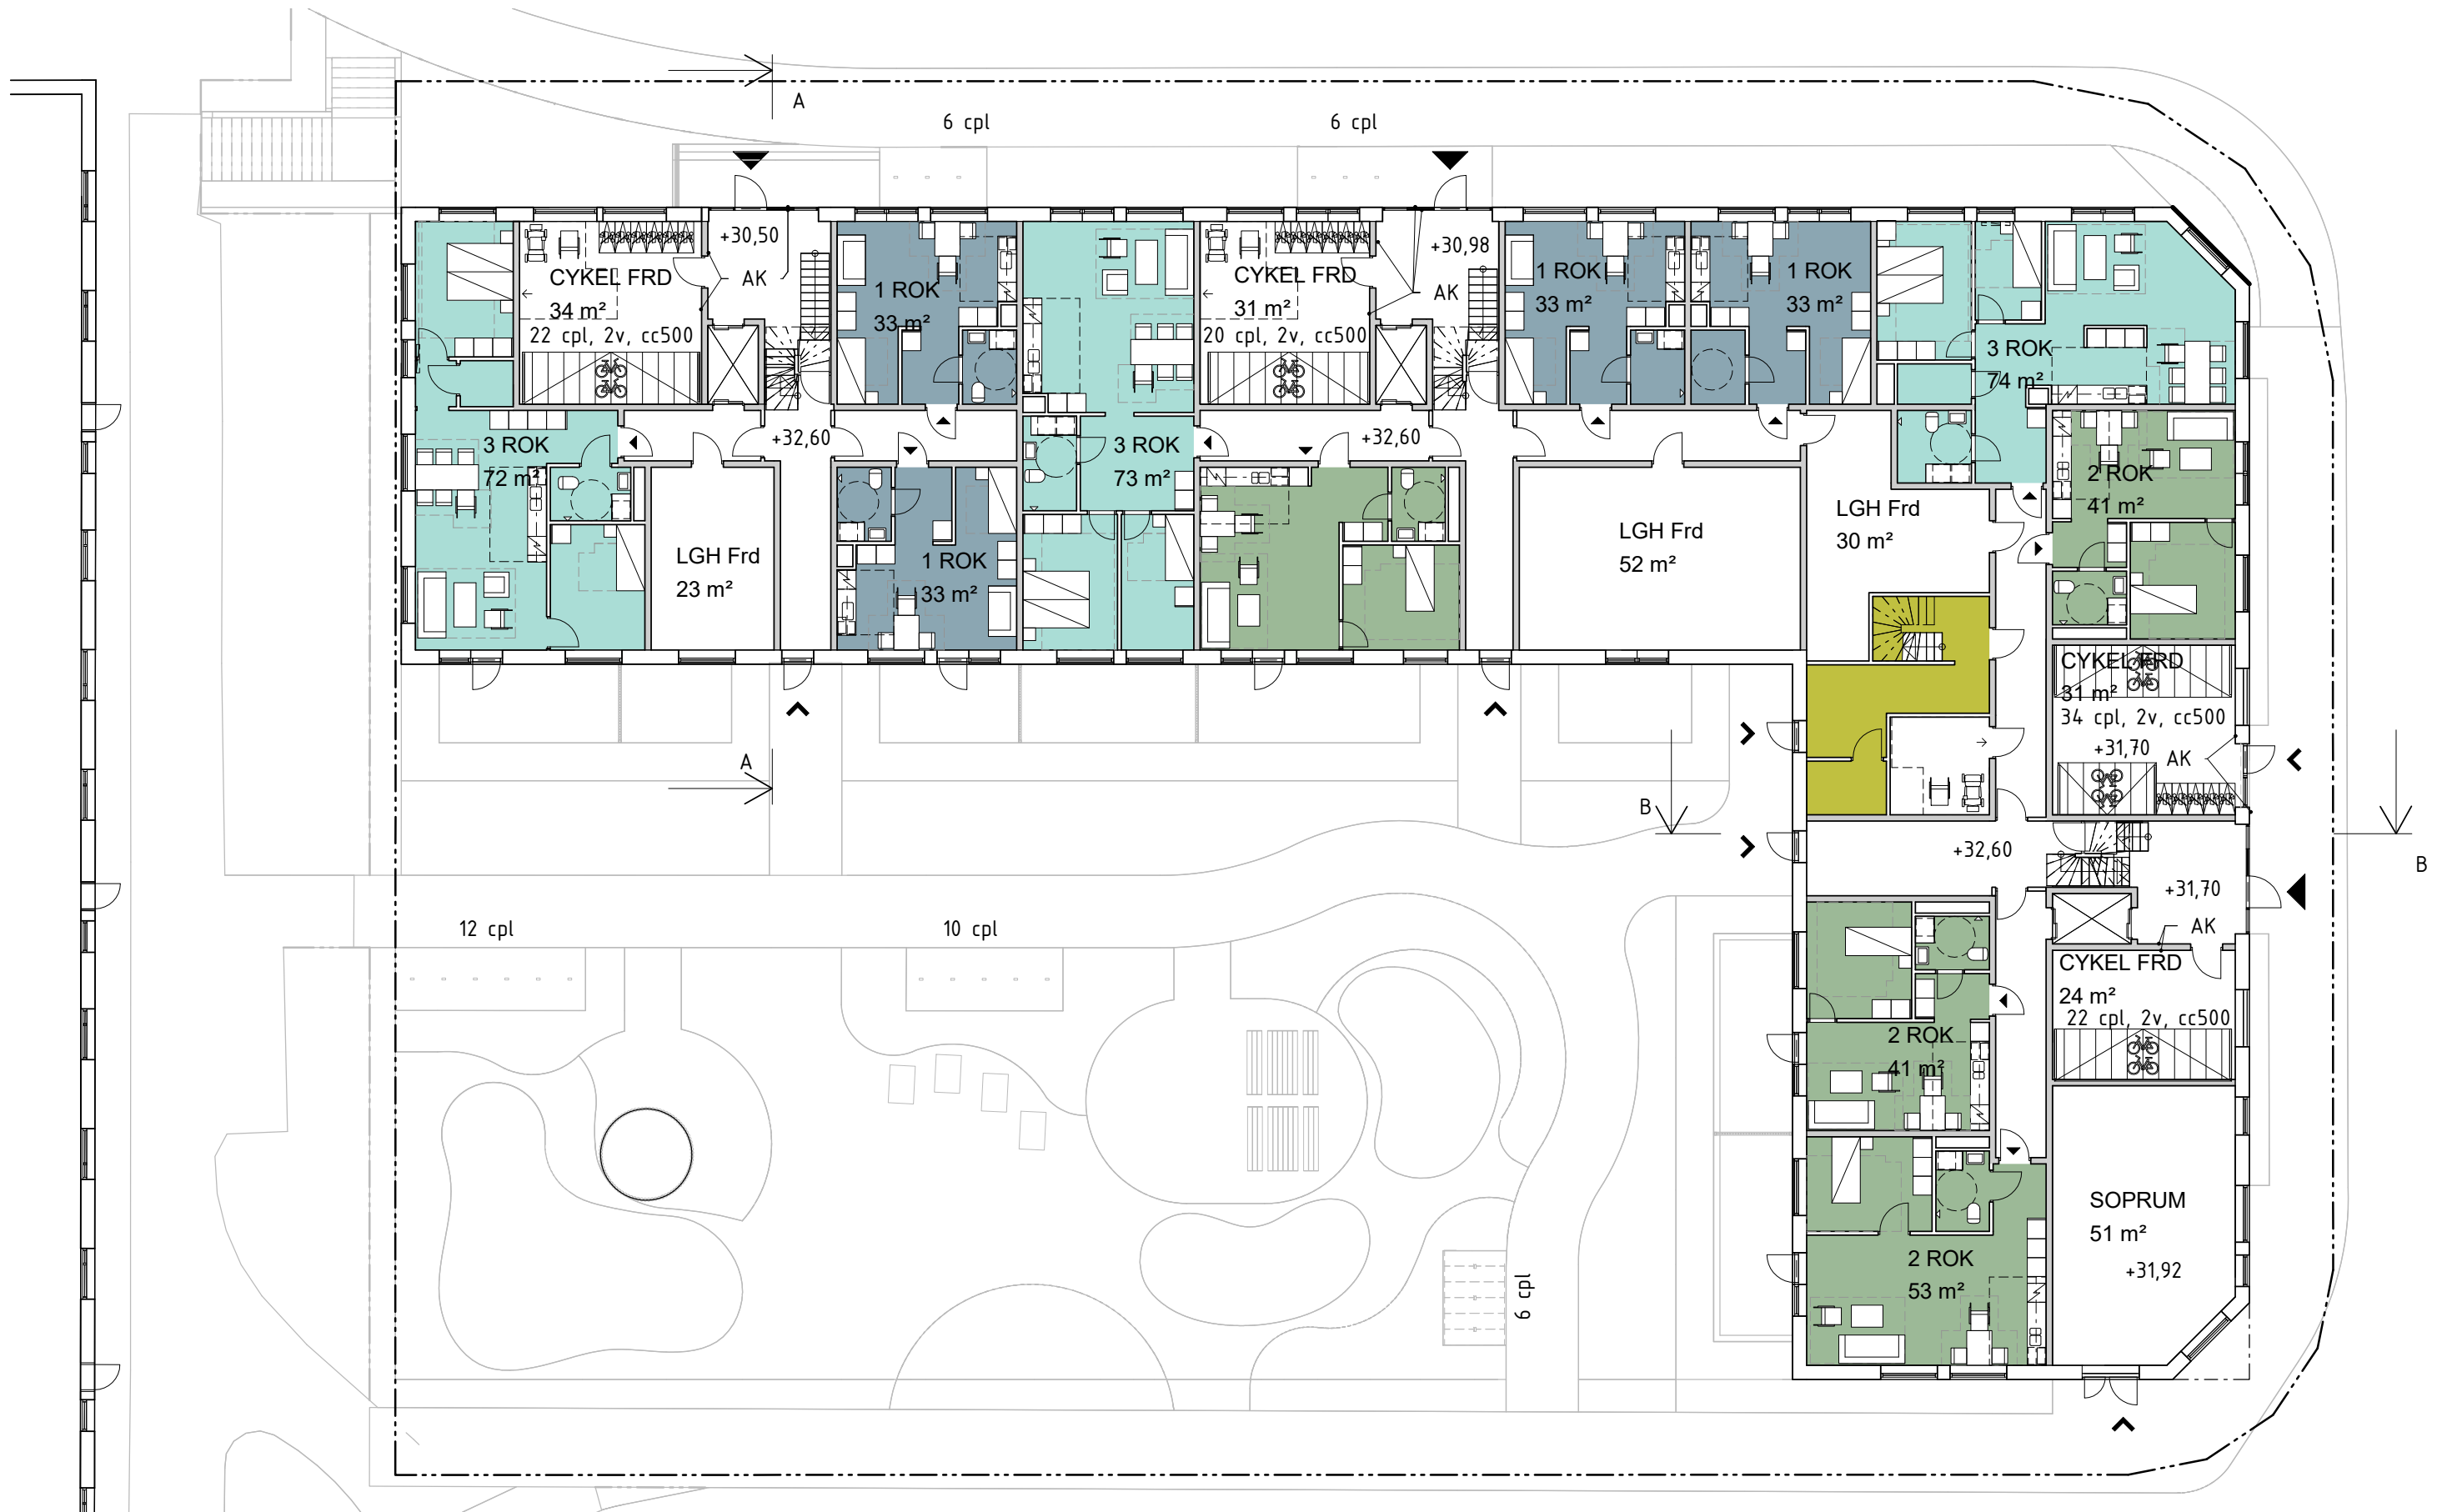 A
6 cpl
6 cpl
+30,50
AK
CYKEL FRD
34 m²
22 cpl, 2v, cc500
1 ROK
33 m²
CYKEL FRD
31 m²
20 cpl, 2v, cc500
+30,98
AK
1 ROK
33 m²
1 ROK
33 m²
3 ROK
74 m²
3 ROK
72 m²
+32,60
3 ROK
73 m²
+32,60
2 ROK
41 m²
LGH Frd
23 m²
1 ROK
33 m²
LGH Frd
52 m²
LGH Frd
30 m²
CYKEL FRD
31 m²
34 cpl, 2v, cc500
+31,70
AK
A
B
B
+32,60
+31,70
AK
12 cpl
10 cpl
CYKEL FRD
24 m²
22 cpl, 2v, cc500
2 ROK
41 m²
SOPRUM
51 m²
+31,92
2 ROK
53 m²
6 cpl